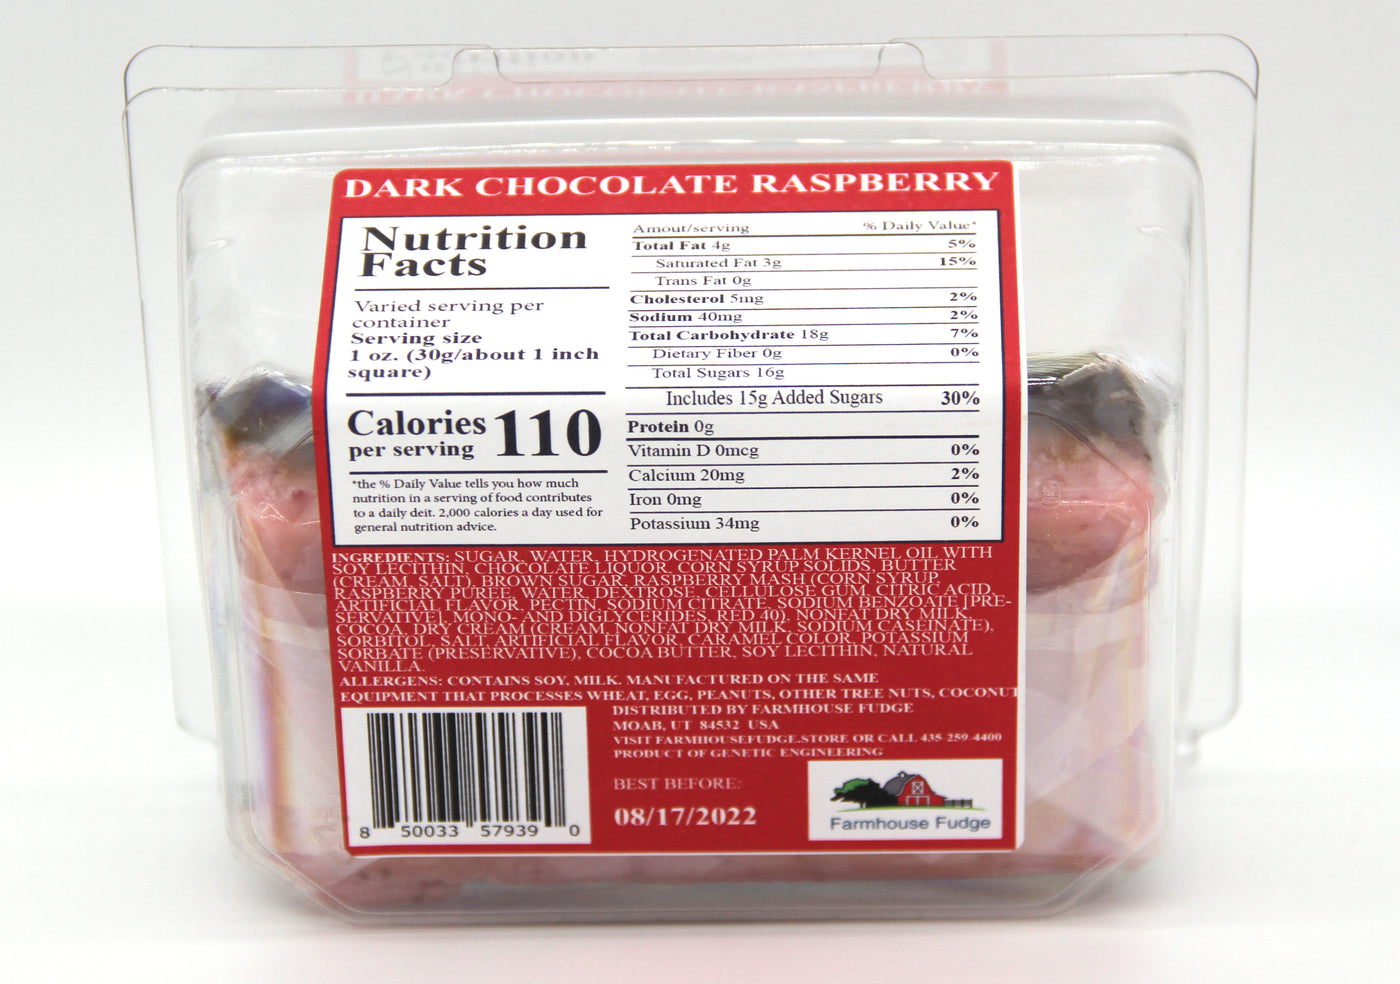 DARK CHOCOLATE RASPBERRY
Nutrition
Facts
Varied serving per
container
Serving size
1 oz. (30g/about 1 inch
square)
Calories
per serving
110
*the % Daily Value tells you how much
nutrition in a serving of food contributes
to a daily deit. 2,000 calories a day used for
general nutrition advice.
Amout/serving % Daily Value*
Total Fat 4g 5%
Saturated Fat 3g 15%
Trans Fat 0g
Cholesterol 5mg 2%
Sodium 40mg 2%
Total Carbohydrate 18g 7%
Dietary Fiber 0g 0%
Total Sugars 16g
Includes 15g Added Sugars 30%
Protein 0g
Vitamin D 0mcg 0%
Calcium 20mg 2%
Iron 0mg 0%
Potassium 34mg 0%
INGREDIENTS: SUGAR, WATER, HYDROGENATED PALM KERNEL OIL WITH
SOY LECITHIN, CHOCOLATE LIQUOR, CORN SYRUP SOLIDS, BUTTER
(CREAM, SALT), BROWN SUGAR, RASPBERRY MASH (CORN SYRUP,
RASPBERRY PUREE, WATER, DEXTROSE, CELLULOSE GUM, CITRIC ACID,
ARTIFICIAL FLAVOR, PECTIN, SODIUM CITRATE, SODIUM BENZOATE [PRE-
SERVATIVE], MONO- AND DIGLYCERIDES, RED 40), NONFAT DRY MILK,
COCOA, DRY CREAM (CREAM, NONFAT DRY MILK, SODIUM CASEINATE),
SORBITOL, SALT, ARTIFICIAL FLAVOR, CARAMEL COLOR, POTASSIUM
SORBATE (PRESERVATIVE), COCOA BUTTER, SOY LECITHIN, NATURAL
VANILLA.
ALLERGENS: CONTAINS SOY, MILK. MANUFACTURED ON THE SAME
EQUIPMENT THAT PROCESSES WHEAT, EGG, PEANUTS, OTHER TREE NUTS, COCONUT
DISTRIBUTED BY FARMHOUSE FUDGE
MOAB, UT 84532 USA
VISIT FARMHOUSEFUDGE.STORE OR CALL 435-259-4400
PRODUCT OF GENETIC ENGINEERING
BEST BEFORE:
08/17/2022
8 50033 57939 0
Farmhouse Fudge